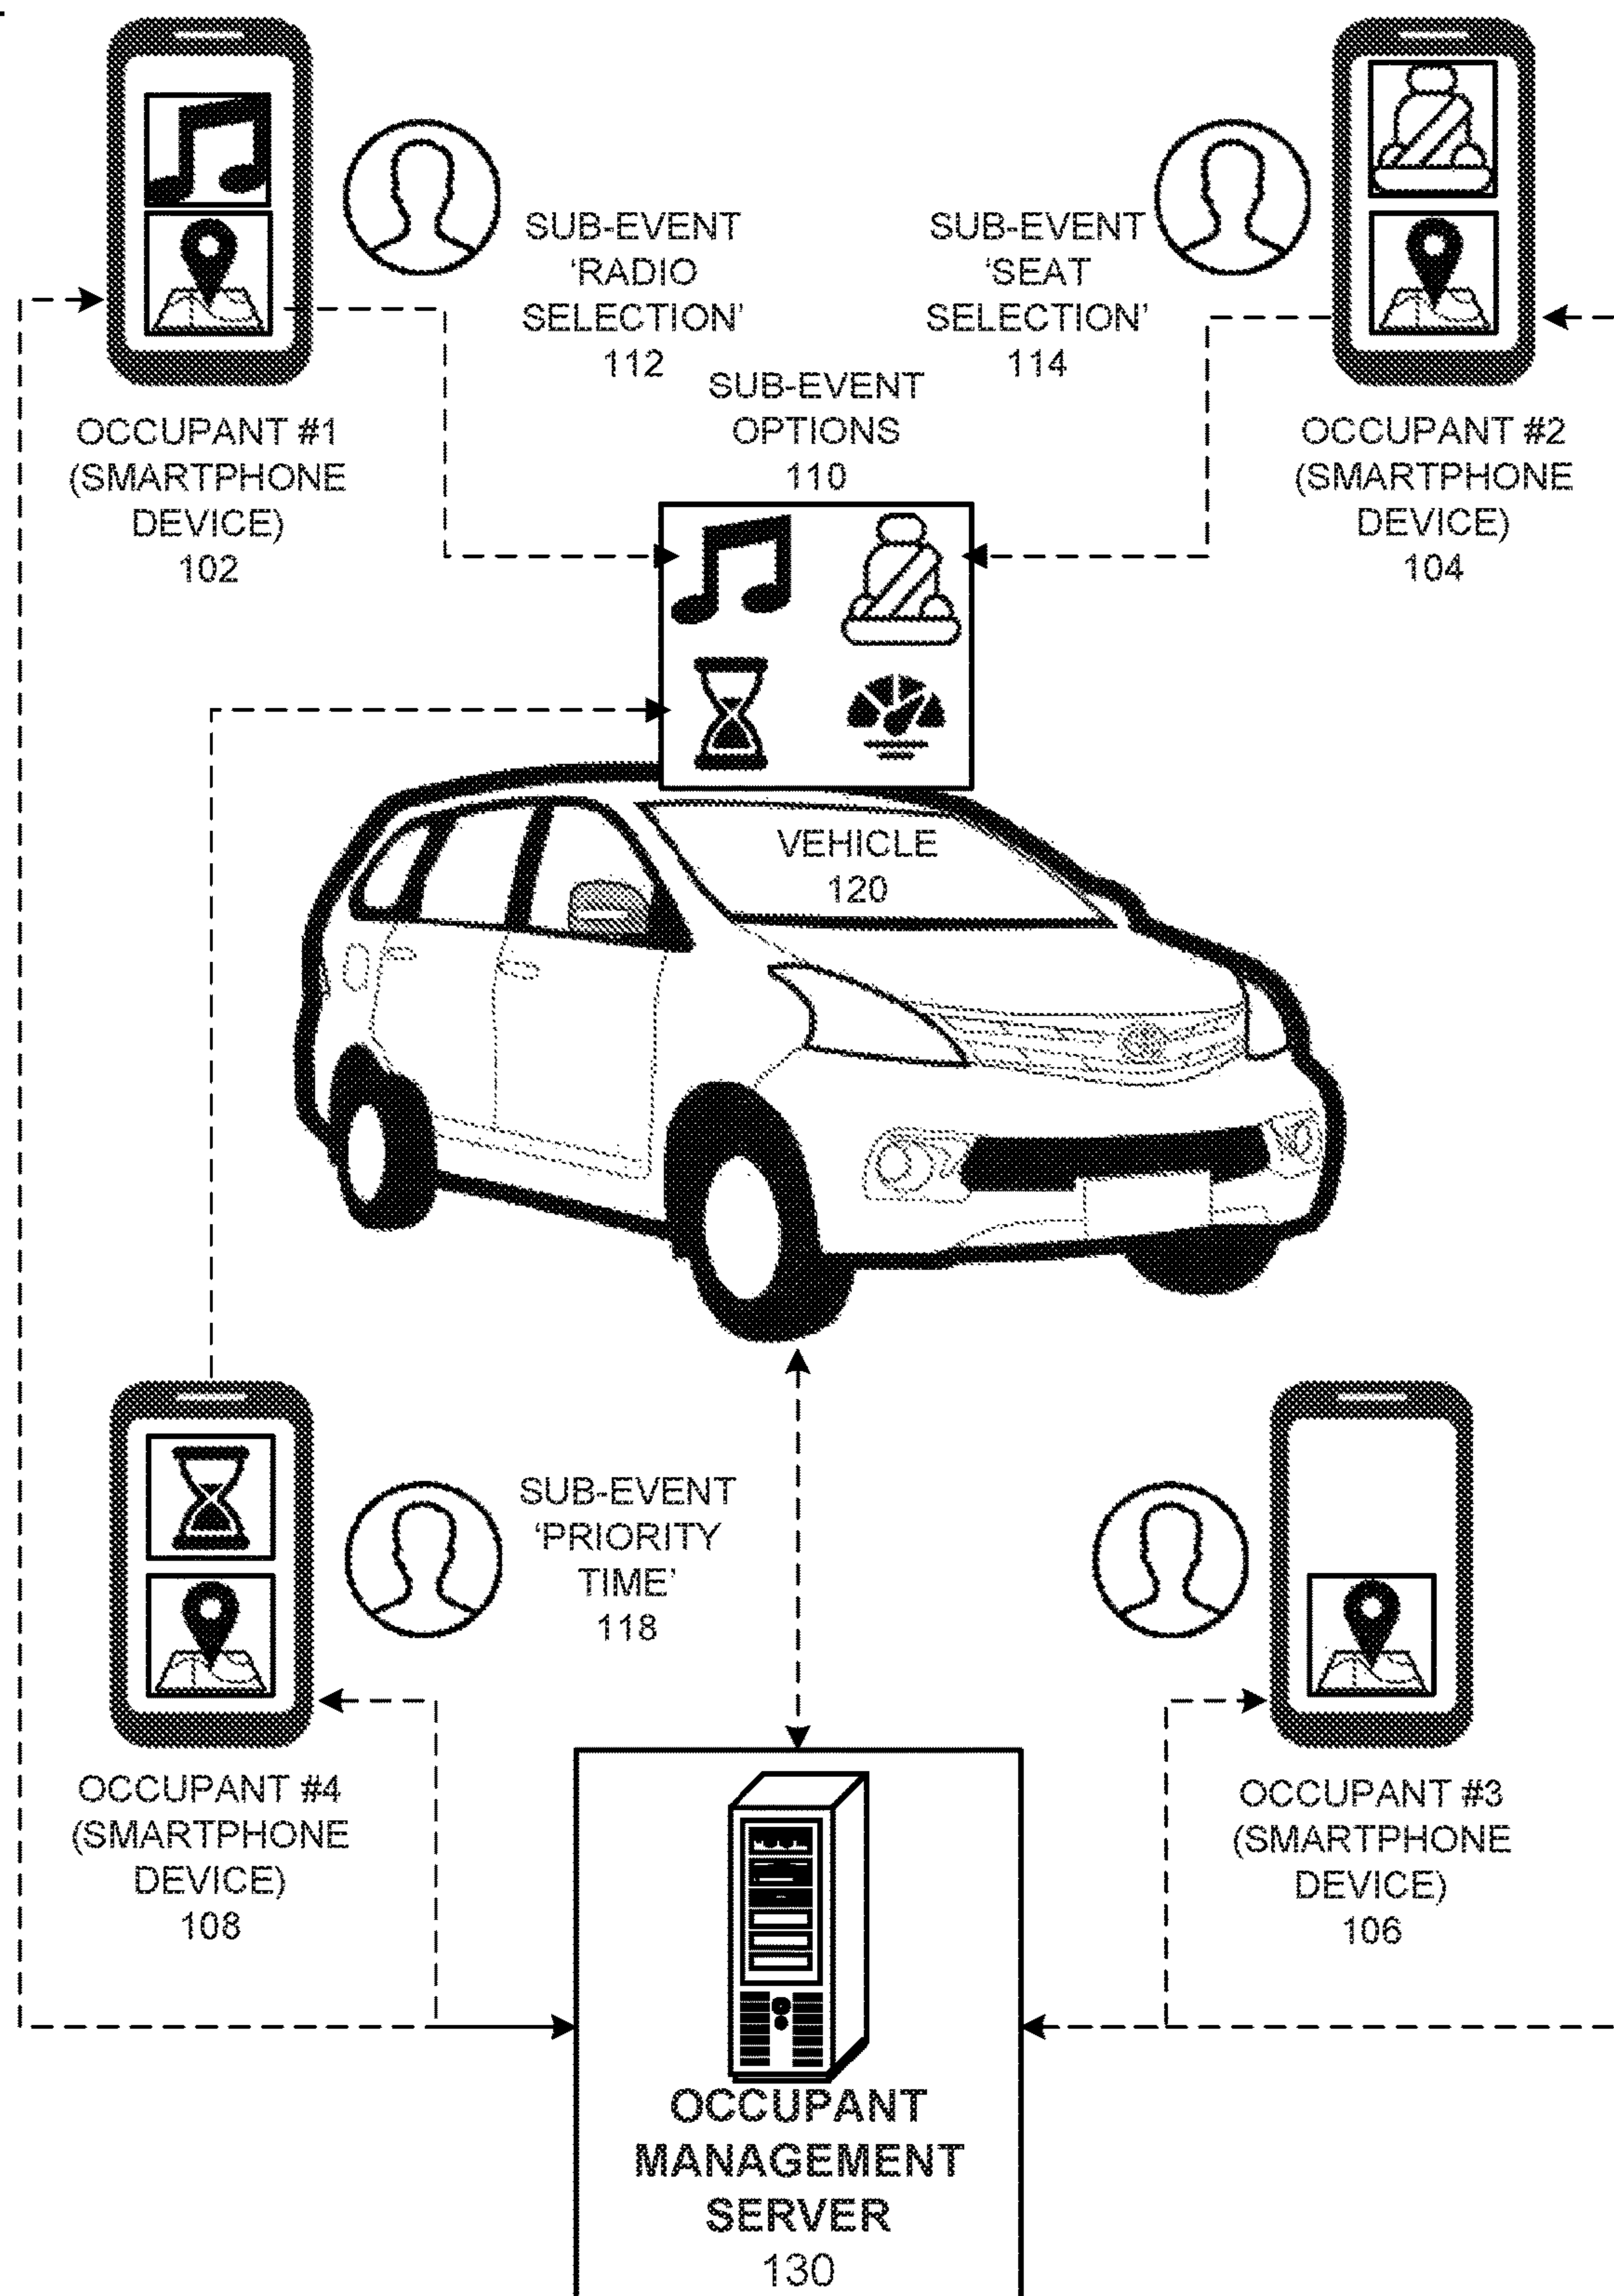 SUB-EVENT
'RADIO
SELECTION'
112
SUB-EVENT
'SEAT
SELECTION'
114
OCCUPANT #1
(SMARTPHONE
DEVICE)
102
SUB-EVENT
OPTIONS
110
OCCUPANT #2
(SMARTPHONE
DEVICE)
104
VEHICLE
120
SUB-EVENT
'PRIORITY
TIME'
118
OCCUPANT #4
(SMARTPHONE
DEVICE)
108
OCCUPANT #3
(SMARTPHONE
DEVICE)
106
OCCUPANT
MANAGEMENT
SERVER
130